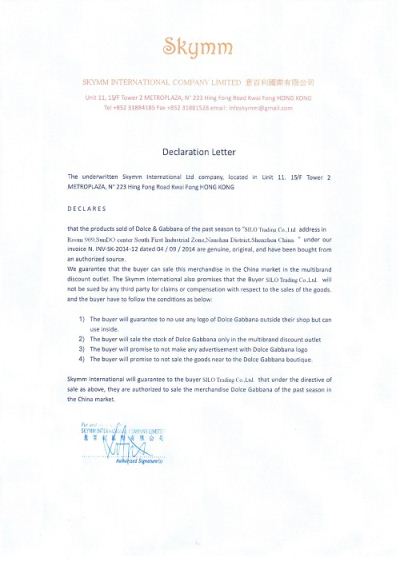 Skymm
SKYMM INTERNATIONAL COMPANY LIMITED 意百利國際有限公司
Unit 11, 15/F Tower 2 METROPLAZA, N° 223 Hing Fong Road Kwai Fong HONG KONG
Tel +852 31884185 Fax +852 31881528 email: infoskymm@gmail.com
Declaration Letter
The underwritten Skymm International Ltd company, located in Unit 11. 15/F Tower 2
METROPLAZA, N° 223 Hing Fong Road Kwai Fong HONG KONG
DECLARES
that the products sold of Dolce & Gabbana of the past season to "SILO Trading Co.,Ltd address in
Room 909,SunDO center South First Industrial Zone,Nanshan District,Shenzhen China " under our
invoice N. INV-SK-2014-12 dated 04 / 09 / 2014 are genuine, original, and have been bought from
an authorized source.
We guarantee that the buyer can sale this merchandise in the China market in the multibrand
discount outlet. The Skymm International also promises that the Buyer SILO Trading Co.,Ltd. will
not be sued by any third party for claims or compensation with respect to the sales of the goods.
and the buyer have to follow the conditions as below:
1) The buyer will guarantee to no use any logo of Dolce Gabbana outside their shop but can
use inside.
2) The buyer will sale the stock of Dolce Gabbana only in the multibrand discount outlet
3) The buyer will promise to not make any advertisement with Dolce Gabbana logo
4) The buyer will promise to not sale the goods near to the Dolce Gabbana boutique.
Skymm International will guarantee to the buyer SILO Trading Co.,Ltd. that under the directive of
sale as above, they are authorized to sale the merchandise Dolce Gabbana of the past season in
the China market.
For and
SKYMM INTERNATIONAL COMPANY LIMITED
意百利國際有限公司
Authorized Signature(s)